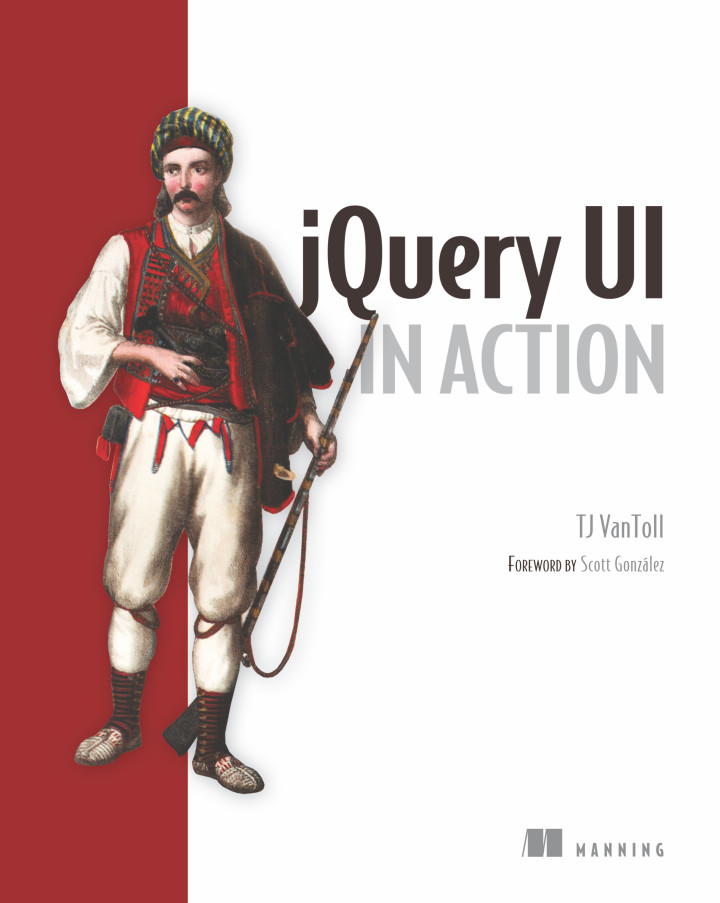 jQuery UI
IN ACTION
TJ VanToll
FOREWORD BY Scott González
MANNING